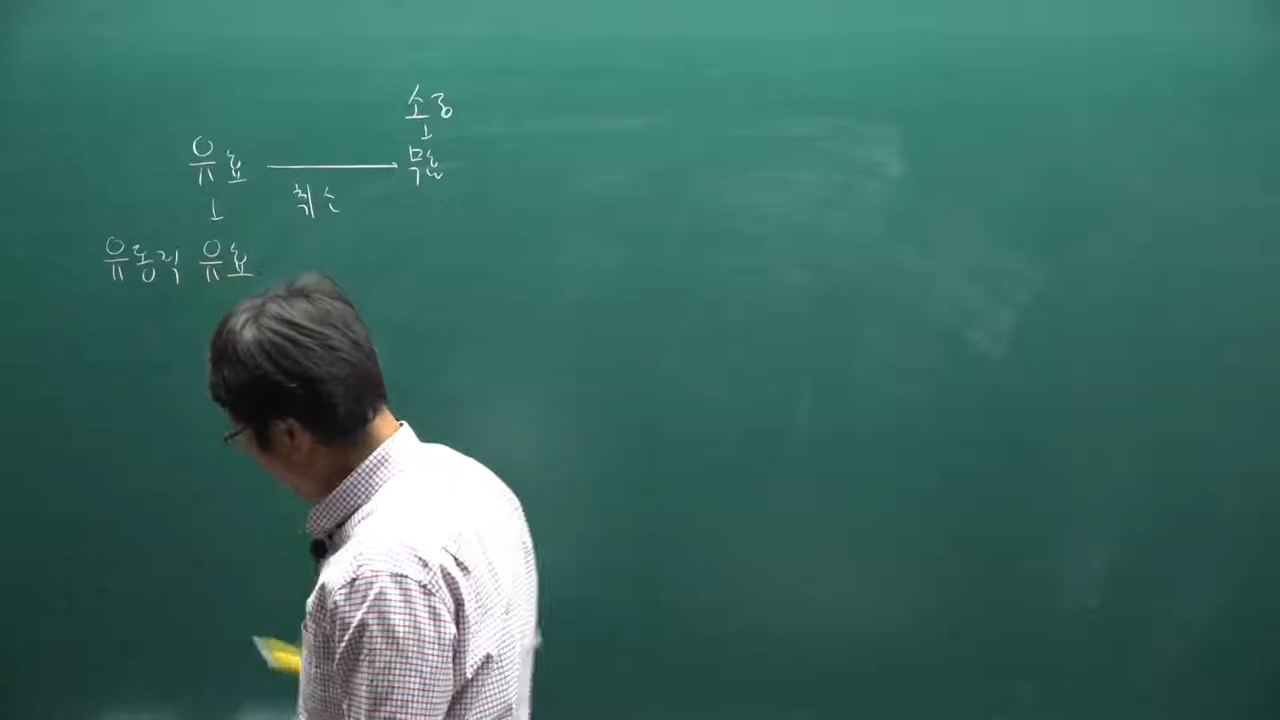 소급
유효 → 무효
취소
유동적 유효